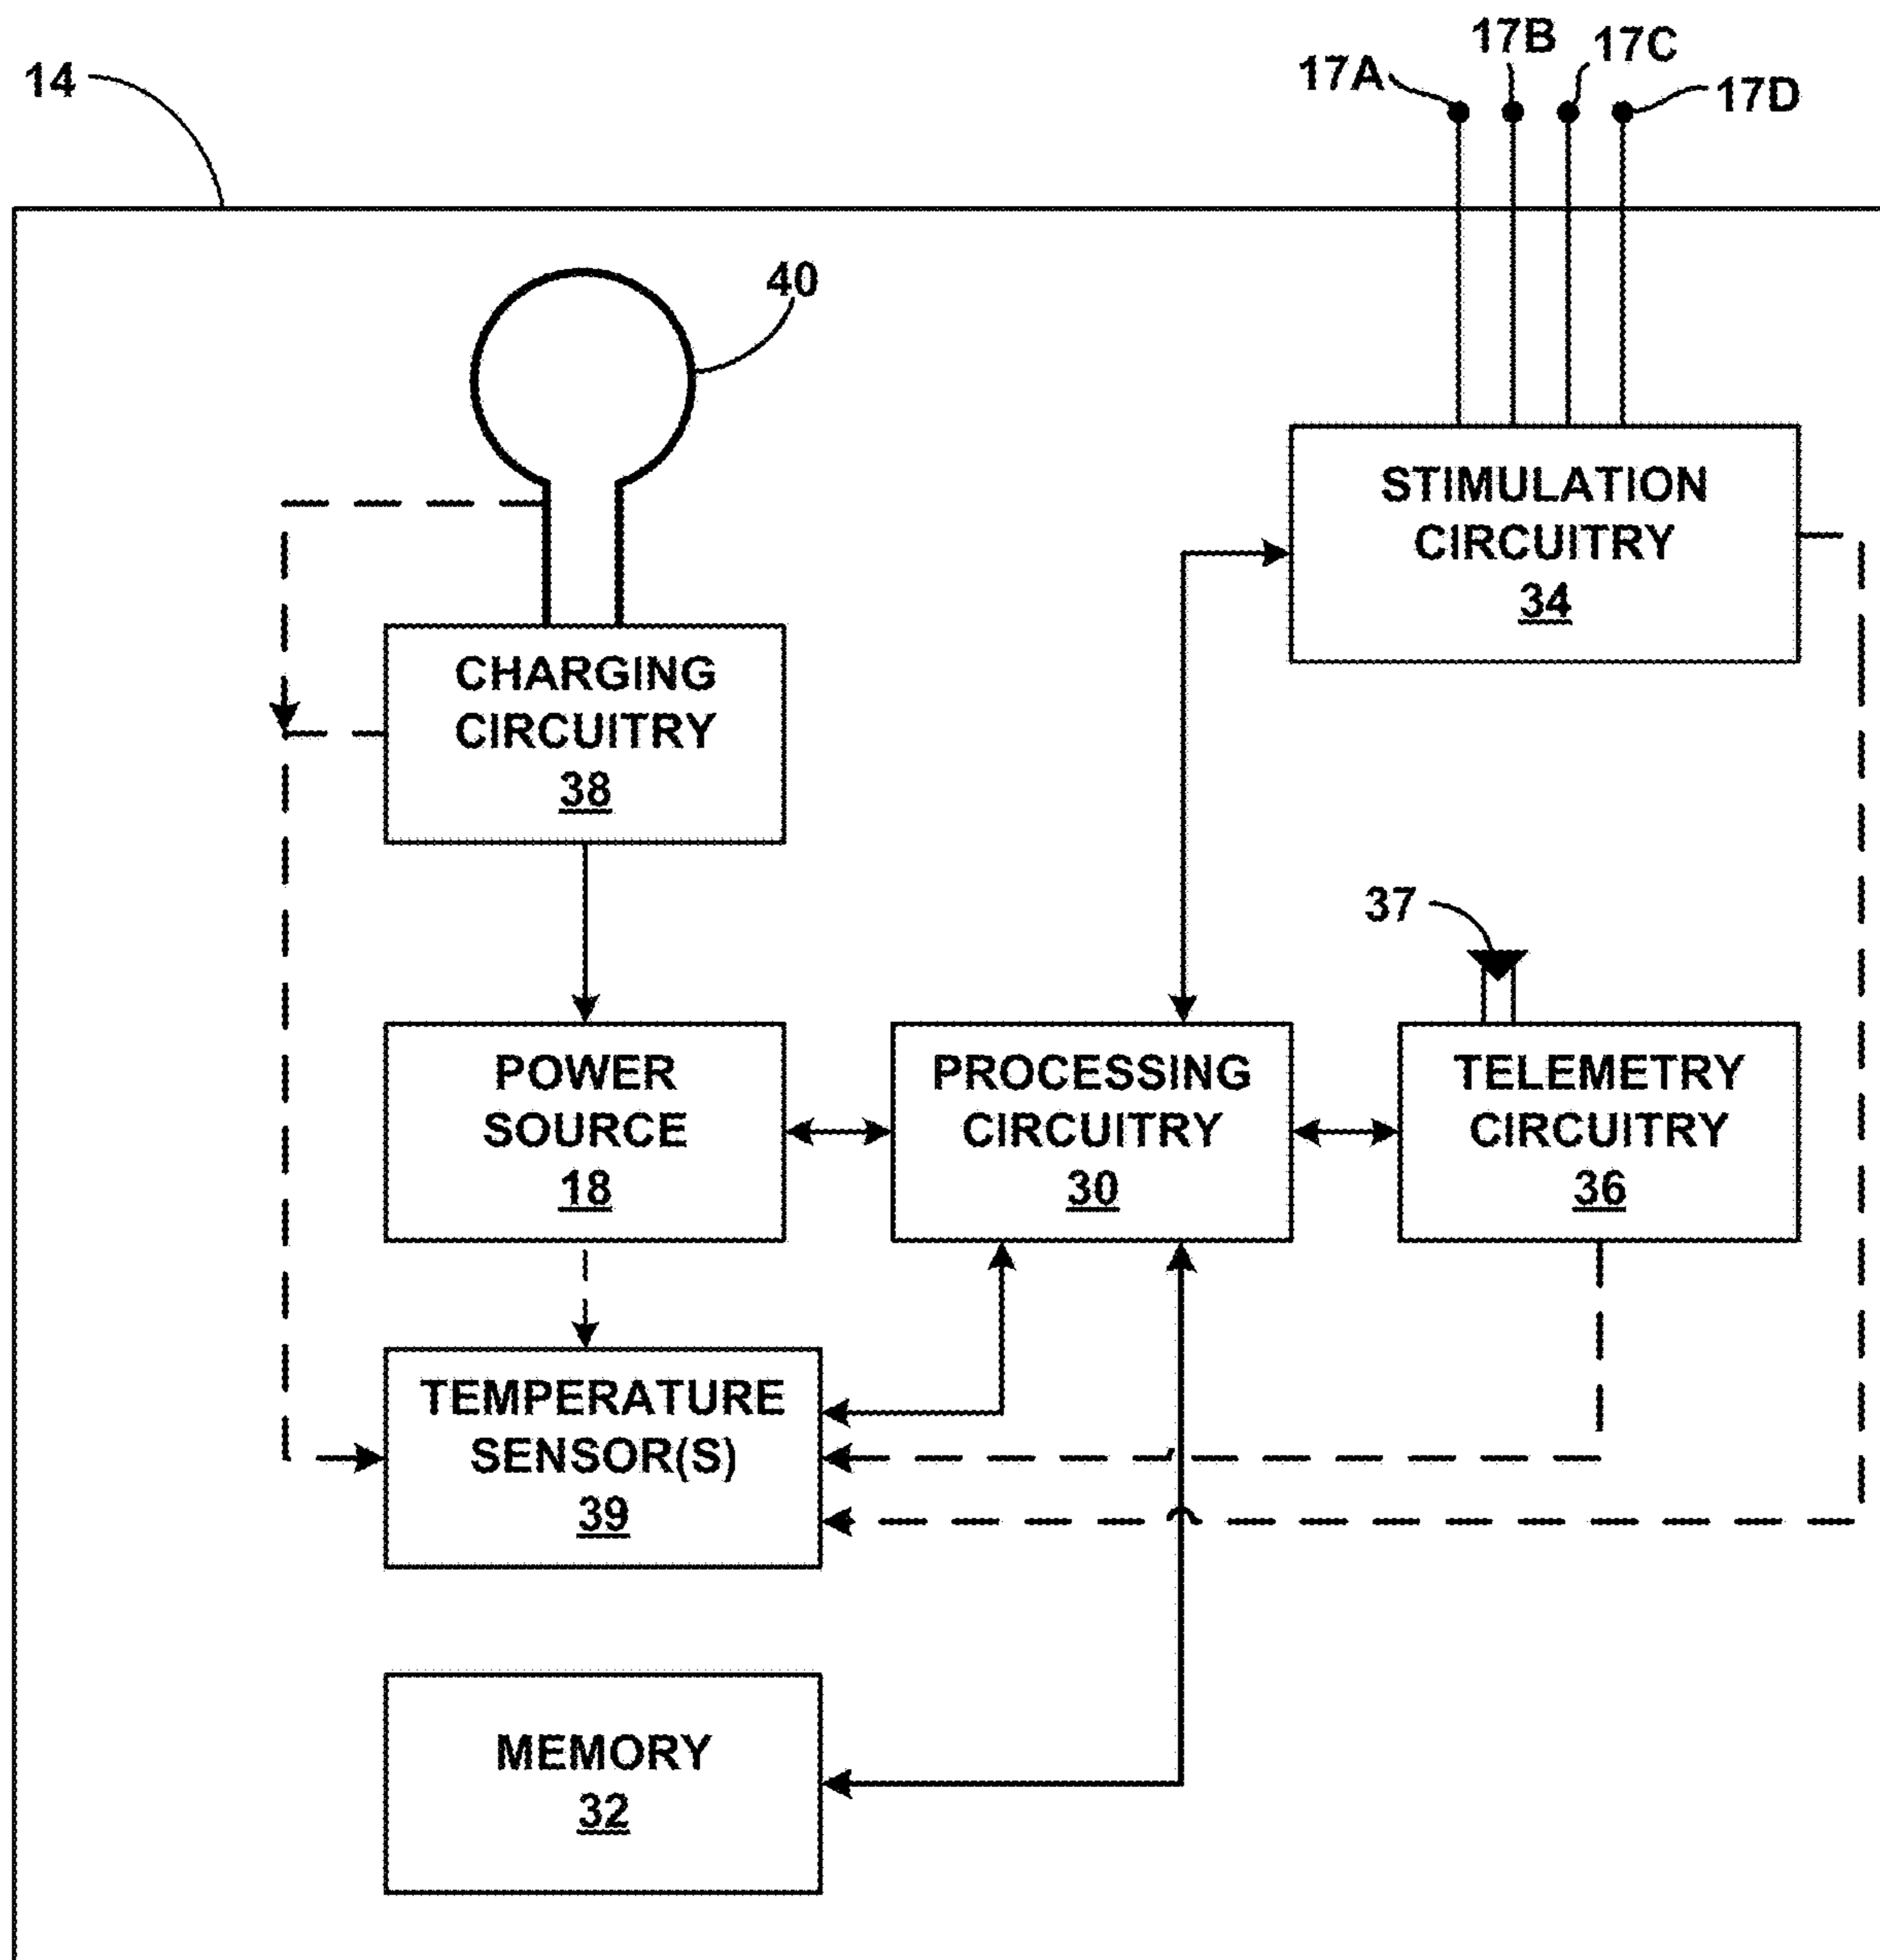 14
17A
17B
17C
17D
40
STIMULATION
CIRCUITRY
34
CHARGING
CIRCUITRY
38
37
POWER
SOURCE
18
PROCESSING
CIRCUITRY
30
TELEMETRY
CIRCUITRY
36
TEMPERATURE
SENSOR(S)
39
MEMORY
32